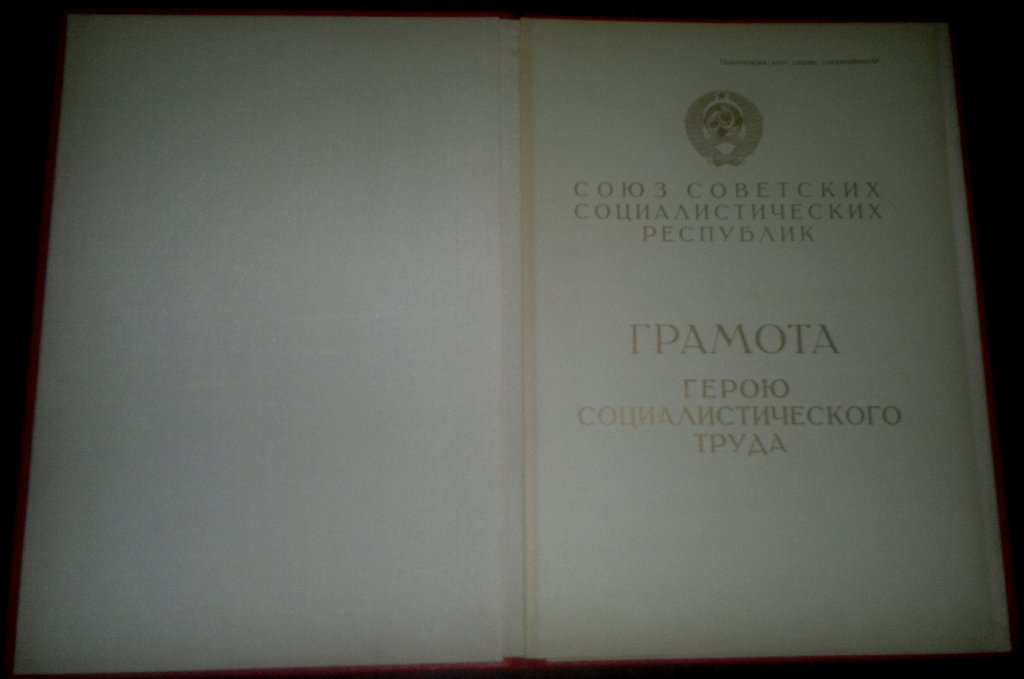 Пролетарии всех стран, соединяйтесь!
СОЮЗ СОВЕТСКИХ
СОЦИАЛИСТИЧЕСКИХ
РЕСПУБЛИК
ГРАМОТА
ГЕРОЮ
СОЦИАЛИСТИЧЕСКОГО
ТРУДА